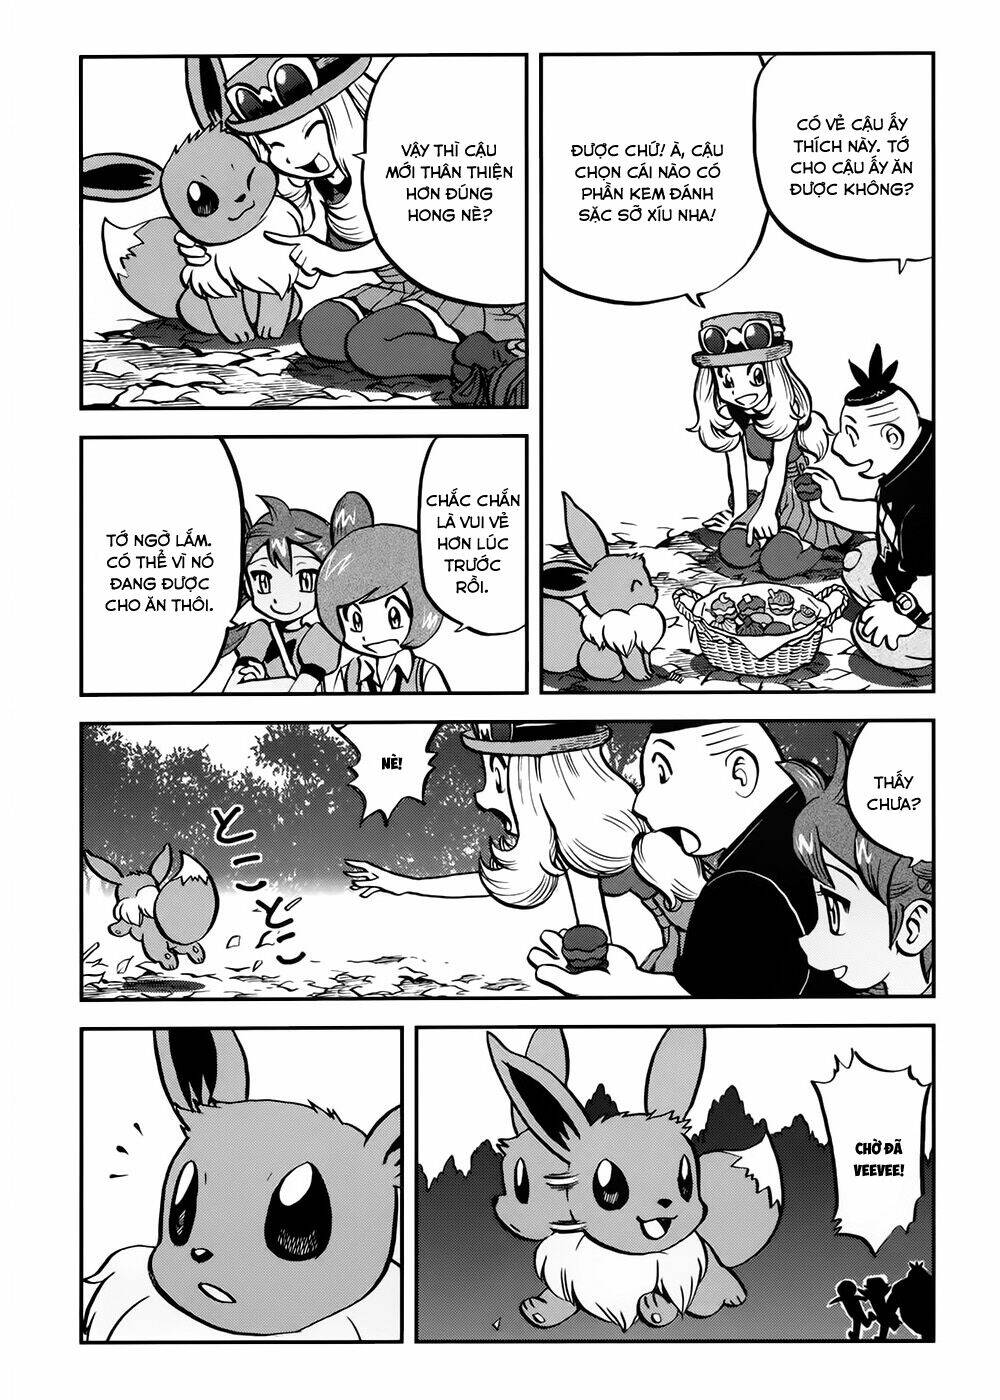 VẬY THÌ CẬU
MỚI THÂN THIỆN
HƠN ĐÚNG
HONG NÈ?
ĐƯỢC CHỨ! À, CẬU
CHỌN CÁI NÀO CÓ
PHẦN KEM ĐÁNH
SẶC SỠ XÍU NHA!
CÓ VẺ CẬU ẤY
THÍCH NÀY. TỚ
CHO CẬU ẤY ĂN
ĐƯỢC KHÔNG?
TỚ NGỜ LẮM.
CÓ THỂ VÌ NÓ
ĐANG ĐƯỢC
CHO ĂN THÔI.
CHẮC CHẮN
LÀ VUI VẺ
HƠN LÚC
TRƯỚC
RỒI.
NÈ!
THẤY
CHƯA?
とことこ
CHỜ ĐÃ
VEEVEE!